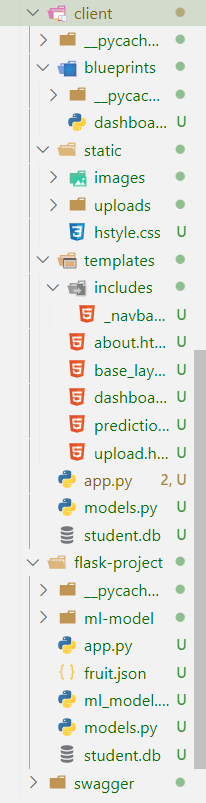 client
__pycach...
blueprints
__pycac...
dashboa... U
static
images
uploads
hstyle.css U
templates
includes
_navba... U
about.ht... U
base_lay... U
dashboa... U
predictio... U
upload.h... U
app.py 2, U
models.py U
student.db U
flask-project
__pycach...
ml-model
app.py U
fruit.json U
ml_model.... U
models.py U
student.db U
swagger